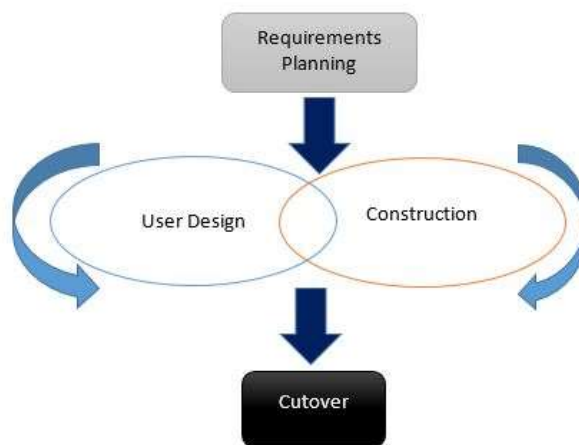 Requirements
Planning
User Design
Construction
Cutover